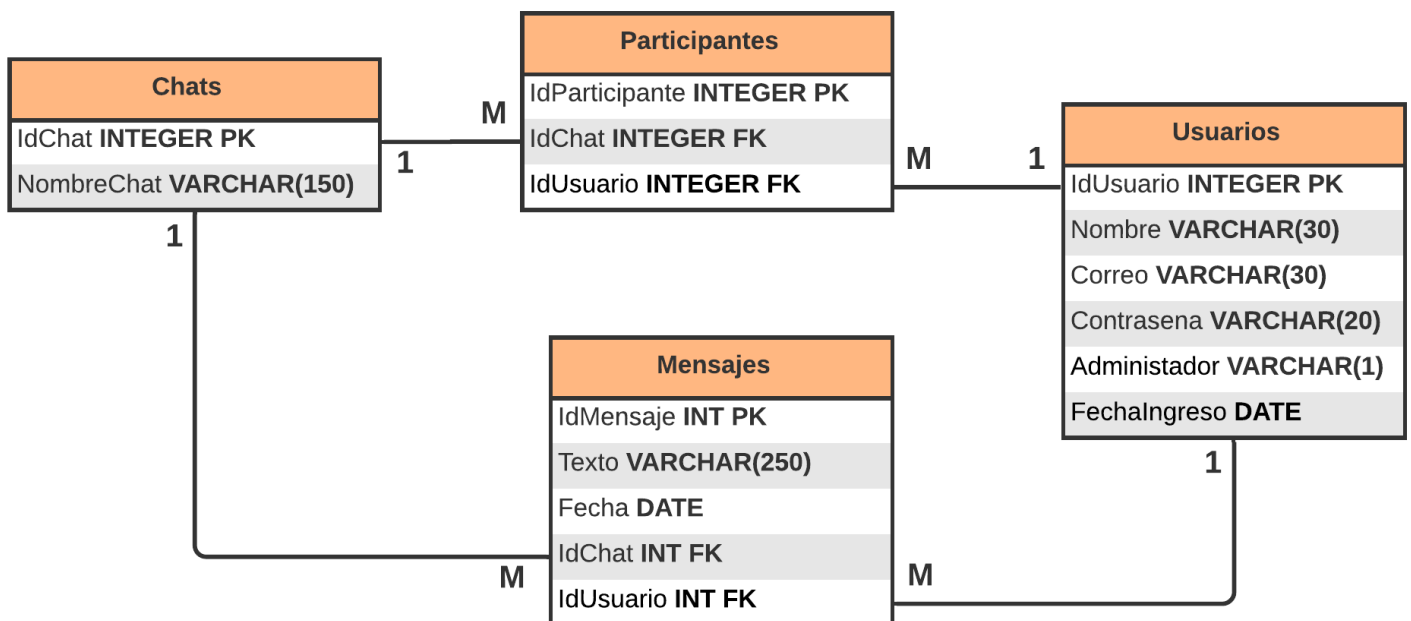 Chats
IdChat INTEGER PK
NombreChat VARCHAR(150)
1
1
M
Participantes
IdParticipante INTEGER PK
IdChat INTEGER FK
IdUsuario INTEGER FK
M
1
Usuarios
IdUsuario INTEGER PK
Nombre VARCHAR(30)
Correo VARCHAR(30)
Contrasena VARCHAR(20)
Administador VARCHAR(1)
FechaIngreso DATE
1
Mensajes
IdMensaje INT PK
Texto VARCHAR(250)
Fecha DATE
IdChat INT FK
IdUsuario INT FK
M
M